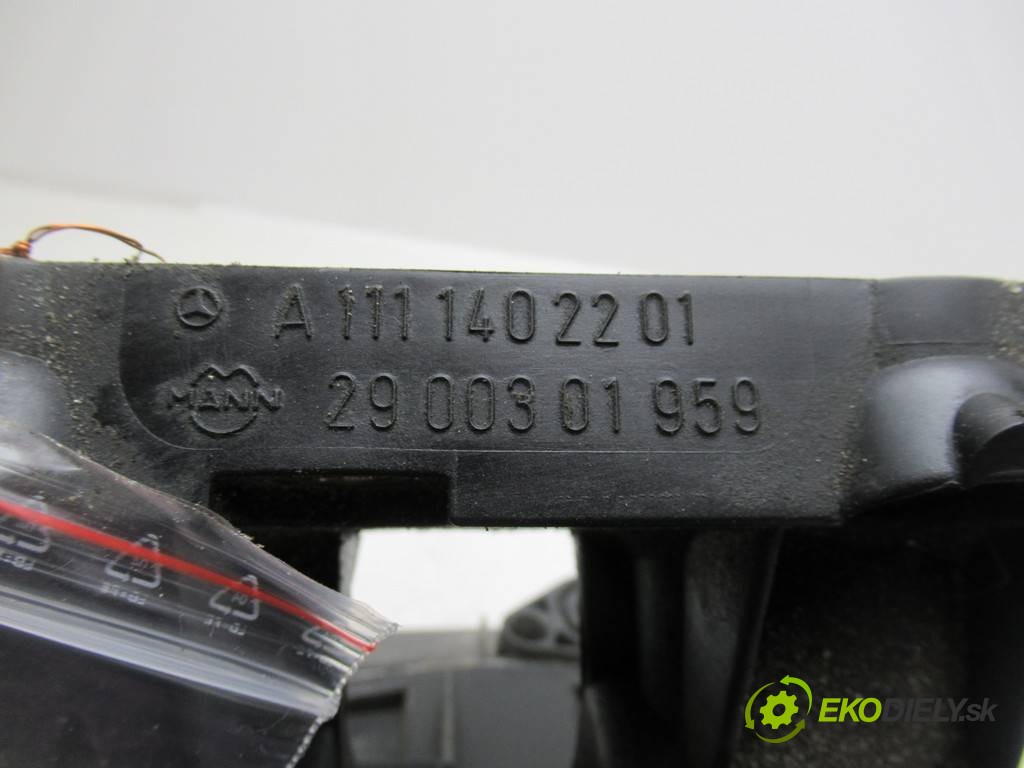 A 111 140 22 01
MANN 29 003 01 959
EKODIELY.sk